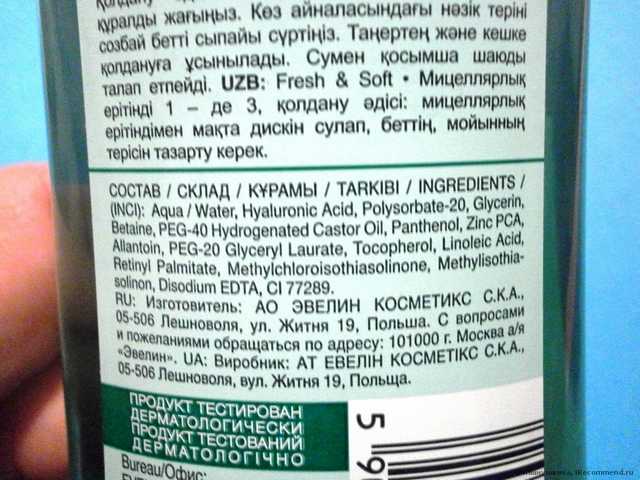 құралды жағыңыз. Көз айналасындағы нәзік теріні
созбай бетті сыпайы сүртіңіз. Таңертең және кешке
қолдануға ұсынылады. Сумен қосымша шаюды
талап етпейді. UZB: Fresh & Soft • Мицеллярлық
ерітінді 1 – де 3, қолдану әдісі: мицеллярлық
ерітіндімен мақта дискін сулап, беттің, мойынның
терісін тазарту керек.
СОСТАВ / СКЛАД / ҚҰРАМЫ / TARKIBI / INGREDIENTS /
(INCI): Aqua / Water, Hyaluronic Acid, Polysorbate-20, Glycerin,
Betaine, PEG-40 Hydrogenated Castor Oil, Panthenol, Zinc PCA,
Allantoin, PEG-20 Glyceryl Laurate, Tocopherol, Linoleic Acid,
Retinyl Palmitate, Methylchloroisothiasolinone, Methylisothia-
solinon, Disodium EDTA, CI 77289.
RU: Изготовитель: АО ЭВЕЛИН КОСМЕТИКС С.К.А.,
05-506 Лешноволя, ул. Житня 19, Польша. С вопросами
и пожеланиями обращаться по адресу: 101000 г. Москва а/я
«Эвелин». UA: Виробник: АТ ЕВЕЛІН КОСМЕТІКС С.К.А.,
05-506 Лешноволя, вул. Житня 19, Польща.
ПРОДУКТ ТЕСТИРОВАН
ДЕРМАТОЛОГИЧЕСКИ
ПРОДУКТ ТЕСТОВАНИЙ
ДЕРМАТОЛОГІЧНО
5 9
Bureau/Офис:
iRecommend.ru